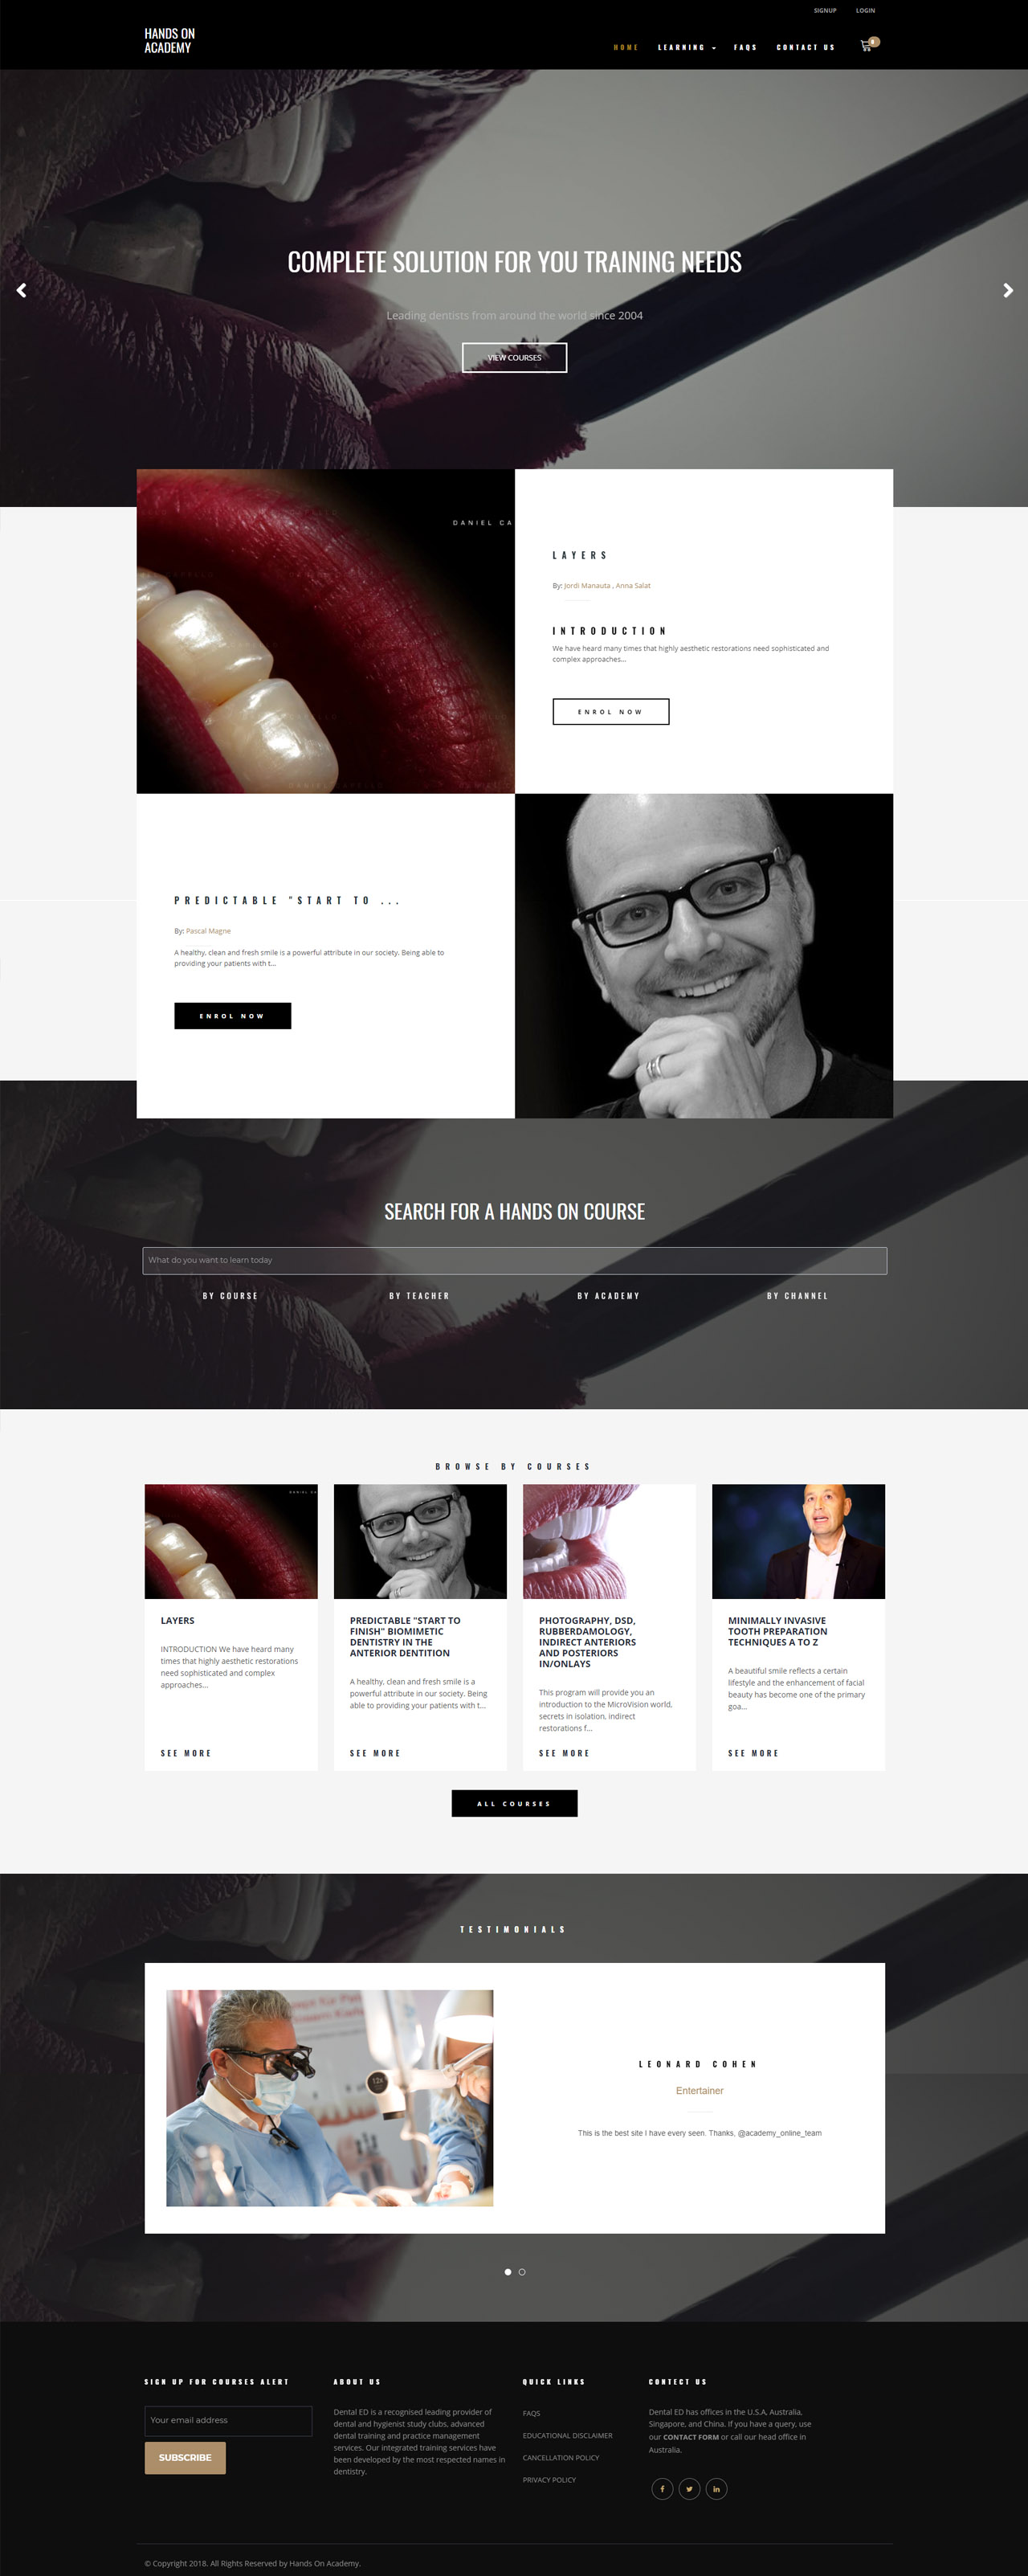 SIGNUP LOGIN
HANDS ON
ACADEMY
HOME LEARNING FAQS CONTACT US 0
COMPLETE SOLUTION FOR YOU TRAINING NEEDS
Leading dentists from around the world since 2004
VIEW COURSES
DANIEL CA
LAYERS
By: Jordi Manauta , Anna Salat
INTRODUCTION
We have heard many times that highly aesthetic restorations need sophisticated and
complex approaches...
ENROL NOW
PREDICTABLE "START TO ...
By: Pascal Magne
A healthy, clean and fresh smile is a powerful attribute in our society. Being able to
providing your patients with t...
ENROL NOW
SEARCH FOR A HANDS ON COURSE
What do you want to learn today
BY COURSE BY TEACHER BY ACADEMY BY CHANNEL
BROWSE BY COURSES
DANIEL CA
LAYERS
INTRODUCTION We have heard many
times that highly aesthetic restorations
need sophisticated and complex
approaches...
SEE MORE
PREDICTABLE "START TO
FINISH" BIOMIMETIC
DENTISTRY IN THE
ANTERIOR DENTITION
A healthy, clean and fresh smile is a
powerful attribute in our society. Being
able to providing your patients with t...
SEE MORE
PHOTOGRAPHY, DSD,
RUBBERDAMOLOGY,
INDIRECT ANTERIORS
AND POSTERIORS
IN/ONLAYS
This program will provide you an
introduction to the MicroVision world,
secrets in isolation, indirect
restorations f...
SEE MORE
MINIMALLY INVASIVE
TOOTH PREPARATION
TECHNIQUES A TO Z
A beautiful smile reflects a certain
lifestyle and the enhancement of facial
beauty has become one of the primary
goa...
SEE MORE
ALL COURSES
TESTIMONIALS
LEONARD COHEN
Entertainer
This is the best site I have every seen. Thanks, @academy_online_team
SIGN UP FOR COURSES ALERT
Your email address
SUBSCRIBE
ABOUT US
Dental ED is a recognised leading provider of
dental and hygienist study clubs, advanced
dental training and practice management
services. Our integrated training services have
been developed by the most respected names in
dentistry.
QUICK LINKS
FAQS
EDUCATIONAL DISCLAIMER
CANCELLATION POLICY
PRIVACY POLICY
CONTECT US
Dental ED has offices in the U.S.A, Australia,
Singapore, and China. If you have a query, use
our CONTACT FORM or call our head office in
Australia.
© Copyright 2018. All Rights Reserved by Hands On Academy.